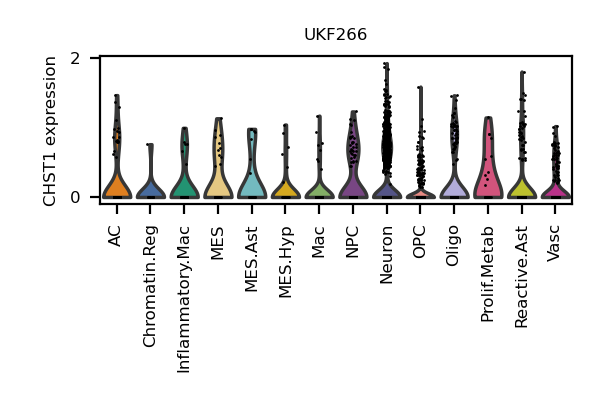 UKF266
CHST1 expression
2
0
AC
Chromatin.Reg
Inflammatory.Mac
MES
MES.Ast
MES.Hyp
Mac
NPC
Neuron
OPC
Oligo
Prolif.Metab
Reactive.Ast
Vasc